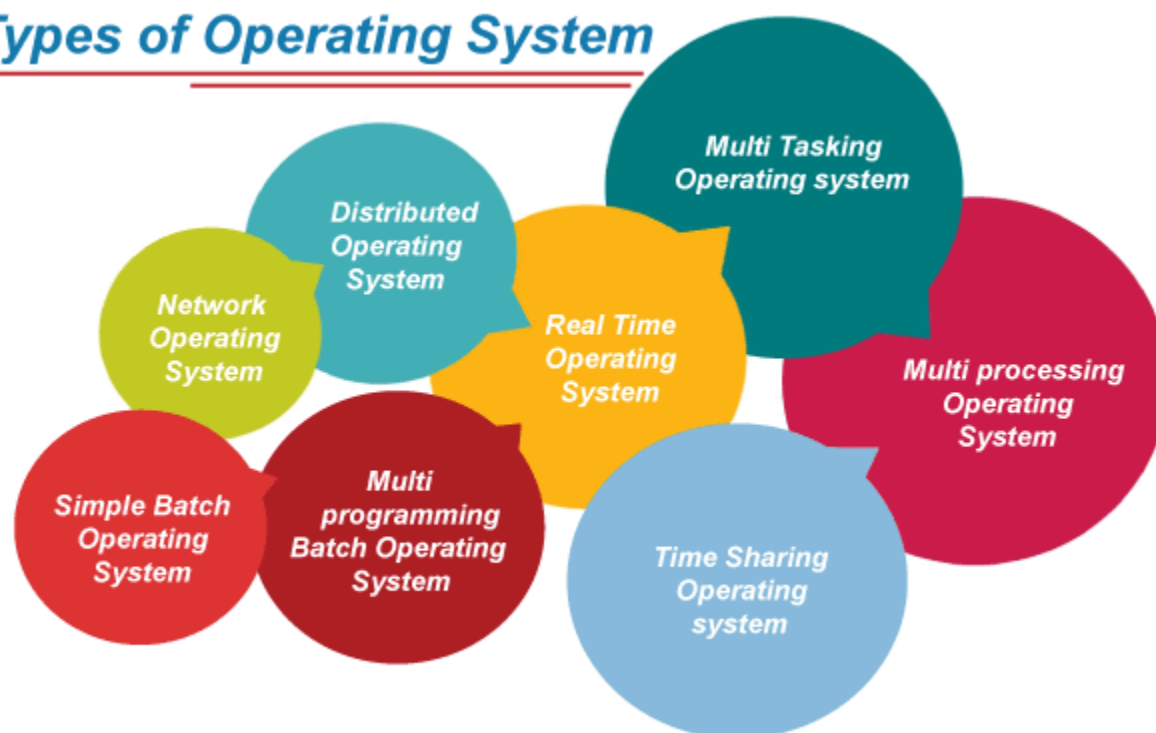 Types of Operating System
Multi Tasking
Operating system
Distributed
Operating
System
Network
Operating
System
Real Time
Operating
System
Multi processing
Operating
System
Simple Batch
Operating
System
Multi
programming
Batch Operating
System
Time Sharing
Operating
system